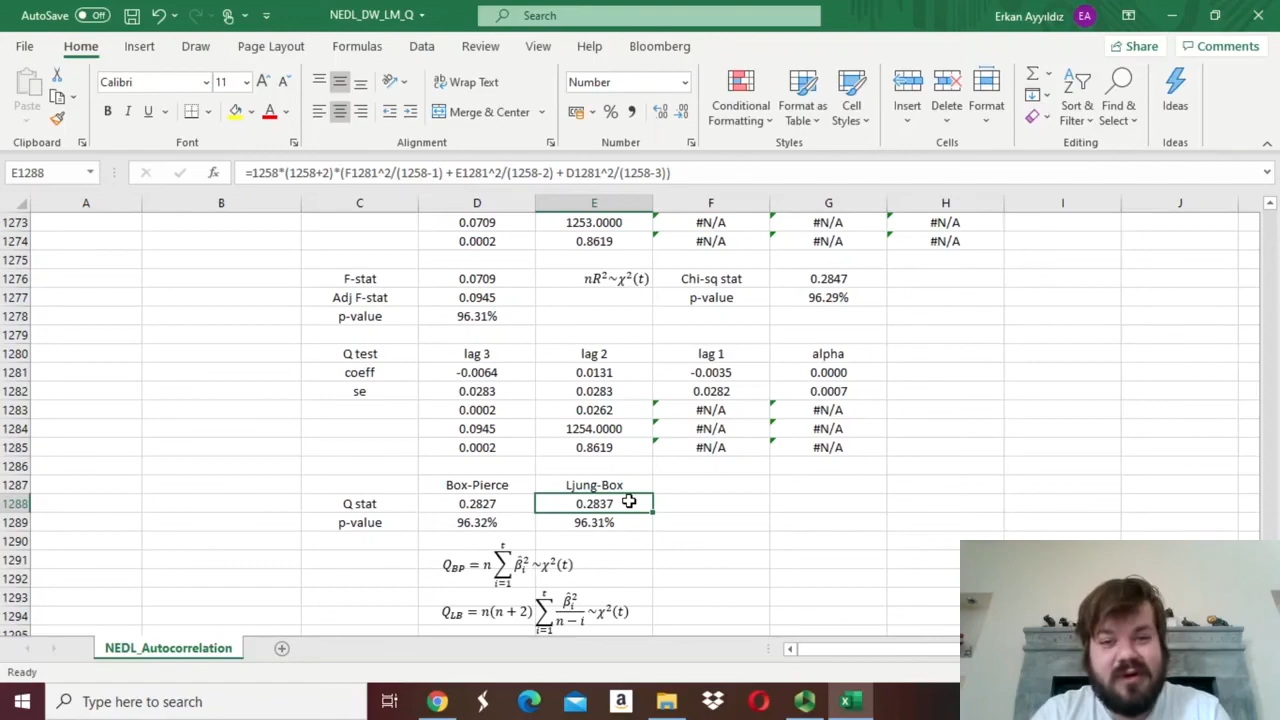 AutoSave Off NEDL_DW_LM_Q Search Erkan Ayyıldız EA
File Home Insert Draw Page Layout Formulas Data Review View Help Bloomberg Share Comments
Paste Calibri 11 A A Wrap Text Number Conditional Formatting Format as Table Cell Styles Insert Delete Format Sort & Filter Find & Select Ideas
B I U A Merge & Center % ,
Clipboard Font Alignment Number Styles Cells Editing Ideas
E1288 fx =1258*(1258+2)*(F1281^2/(1258-1) + E1281^2/(1258-2) + D1281^2/(1258-3))
A B C D E F G H I J
1273 0.0709 1253.0000 #N/A #N/A #N/A
1274 0.0002 0.8619 #N/A #N/A #N/A
1275
1276 F-stat 0.0709 nR²~χ²(t) Chi-sq stat 0.2847
1277 Adj F-stat 0.0945 p-value 96.29%
1278 p-value 96.31%
1279
1280 Q test lag 3 lag 2 lag 1 alpha
1281 coeff -0.0064 0.0131 -0.0035 0.0000
1282 se 0.0283 0.0283 0.0282 0.0007
1283 0.0002 0.0262 #N/A #N/A
1284 0.0945 1254.0000 #N/A #N/A
1285 0.0002 0.8619 #N/A #N/A
1286
1287 Box-Pierce Ljung-Box
1288 Q stat 0.2827 0.2837
1289 p-value 96.32% 96.31%
1290
1291 Q_BP = n ∑_{i=1}^{t} β̂_i² ~χ²(t)
1292
1293
1294 Q_LB = n(n + 2) ∑_{i=1}^{t} β̂_i² / (n − i) ~χ²(t)
1295
NEDL_Autocorrelation
Ready
Type here to search